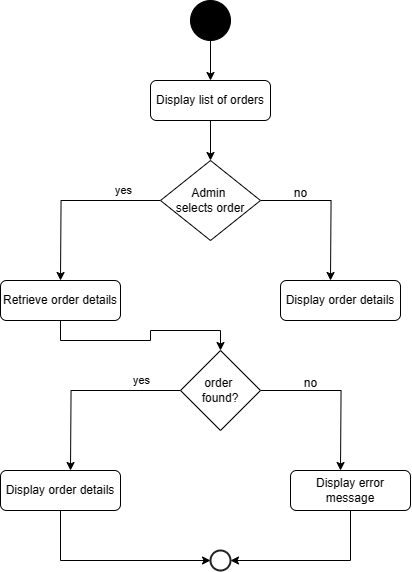 Display list of orders
Admin
selects order
yes
no
Retrieve order details
Display order details
order
found?
yes
no
Display order details
Display error
message